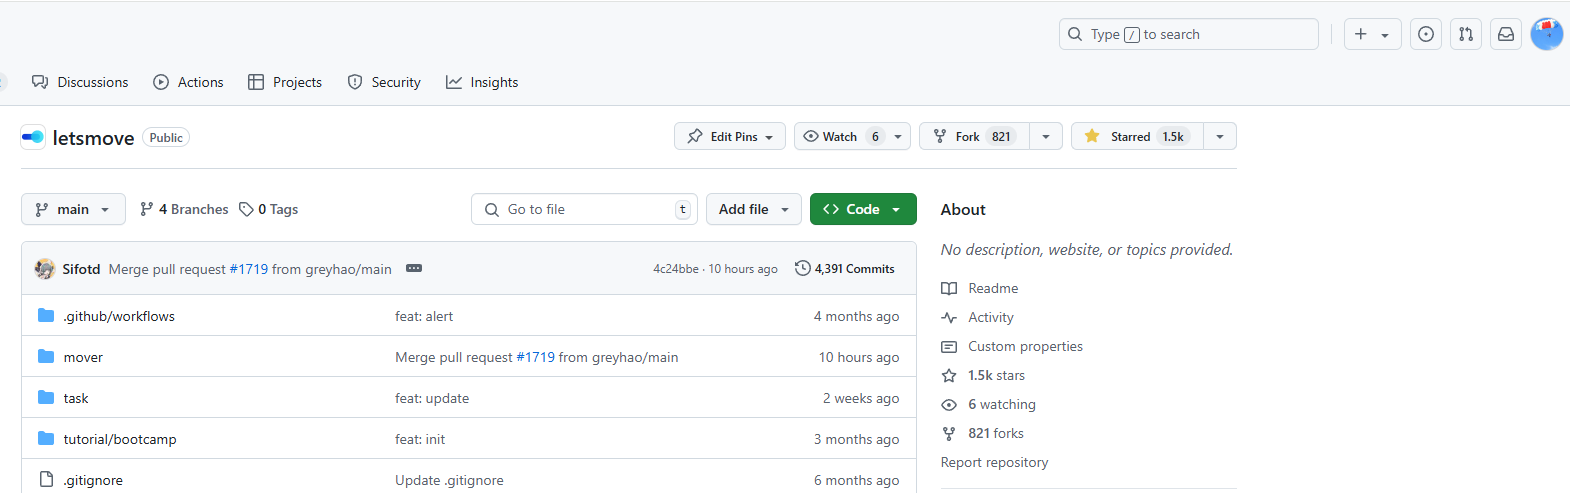 Type / to search
Discussions Actions Projects Security Insights
letsmove Public Edit Pins Watch 6 Fork 821 Starred 1.5k
main 4 Branches 0 Tags Go to file t Add file Code
About
No description, website, or topics provided.
Sifotd Merge pull request #1719 from greyhao/main 4c24bbe · 10 hours ago 4,391 Commits
Readme
.github/workflows feat: alert 4 months ago
Activity
Custom properties
mover Merge pull request #1719 from greyhao/main 10 hours ago
1.5k stars
task feat: update 2 weeks ago
6 watching
821 forks
tutorial/bootcamp feat: init 3 months ago
Report repository
.gitignore Update .gitignore 6 months ago